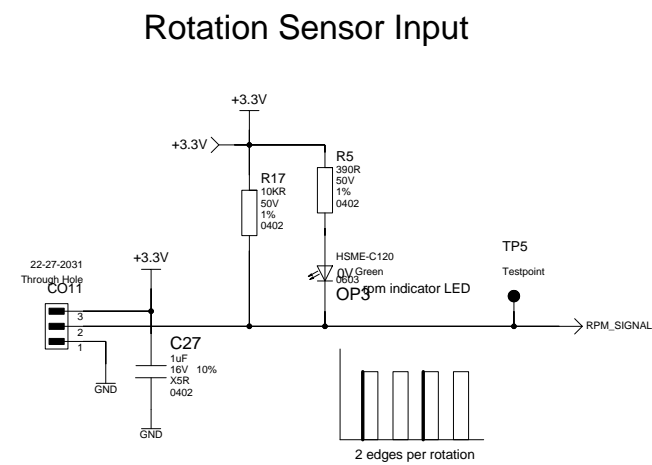 Rotation Sensor Input
+3.3V
+3.3V
R5
390R
50V
1%
0402
R17
10KR
50V
1%
0402
+3.3V
22-27-2031
Through Hole
CO11
3
2
1
GND
C27
1uF
16V 10%
X5R
0402
GND
HSME-C120
0V Green
0603
OP3
rpm indicator LED
TP5
Testpoint
RPM_SIGNAL
2 edges per rotation